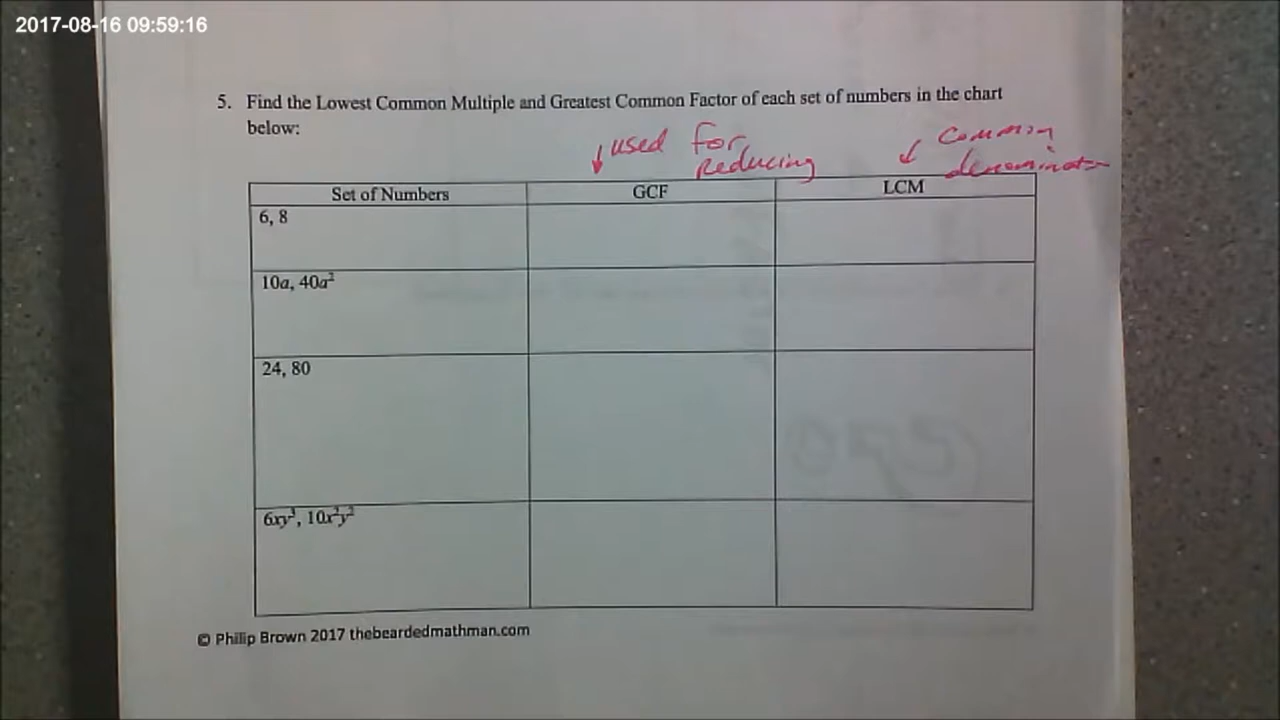 2017-08-16 09:59:16
5. Find the Lowest Common Multiple and Greatest Common Factor of each set of numbers in the chart
below:
used for
Reducing
Common
denominator
Set of Numbers GCF LCM
6, 8
10a, 40a²
24, 80
6xy³, 10x²y²
© Philip Brown 2017 thebeardedmathman.com